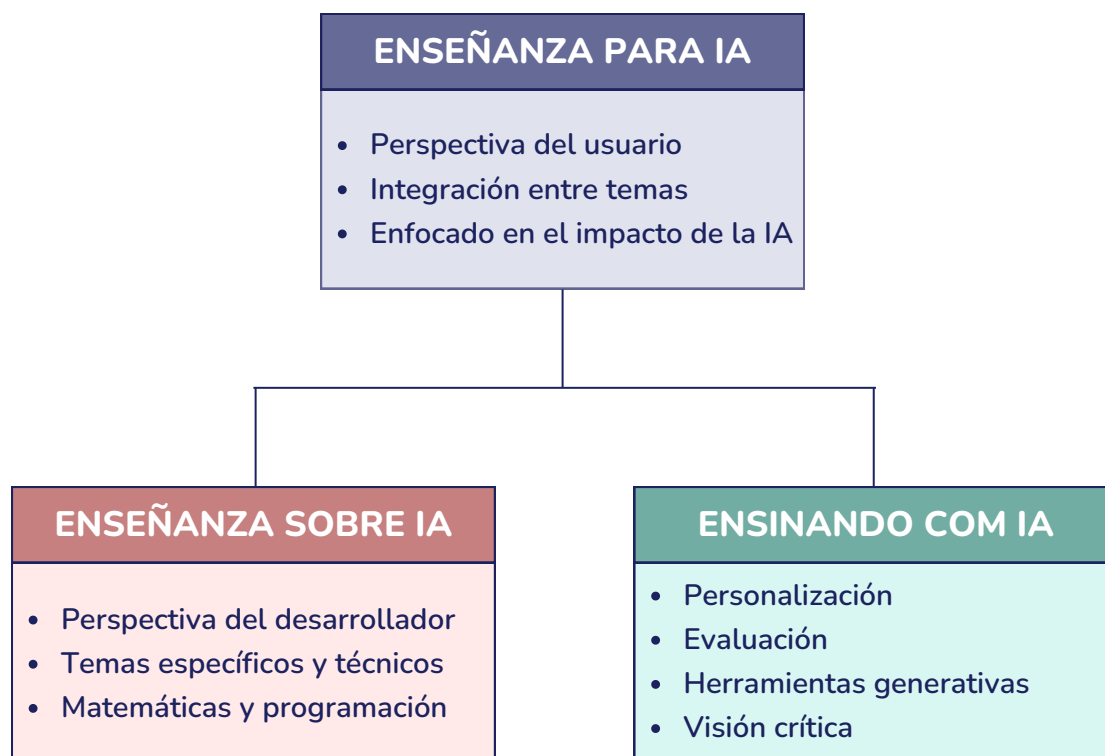 ENSEÑANZA PARA IA
• Perspectiva del usuario
• Integración entre temas
• Enfocado en el impacto de la IA
ENSEÑANZA SOBRE IA
• Perspectiva del desarrollador
• Temas específicos y técnicos
• Matemáticas y programación
ENSINANDO COM IA
• Personalización
• Evaluación
• Herramientas generativas
• Visión crítica